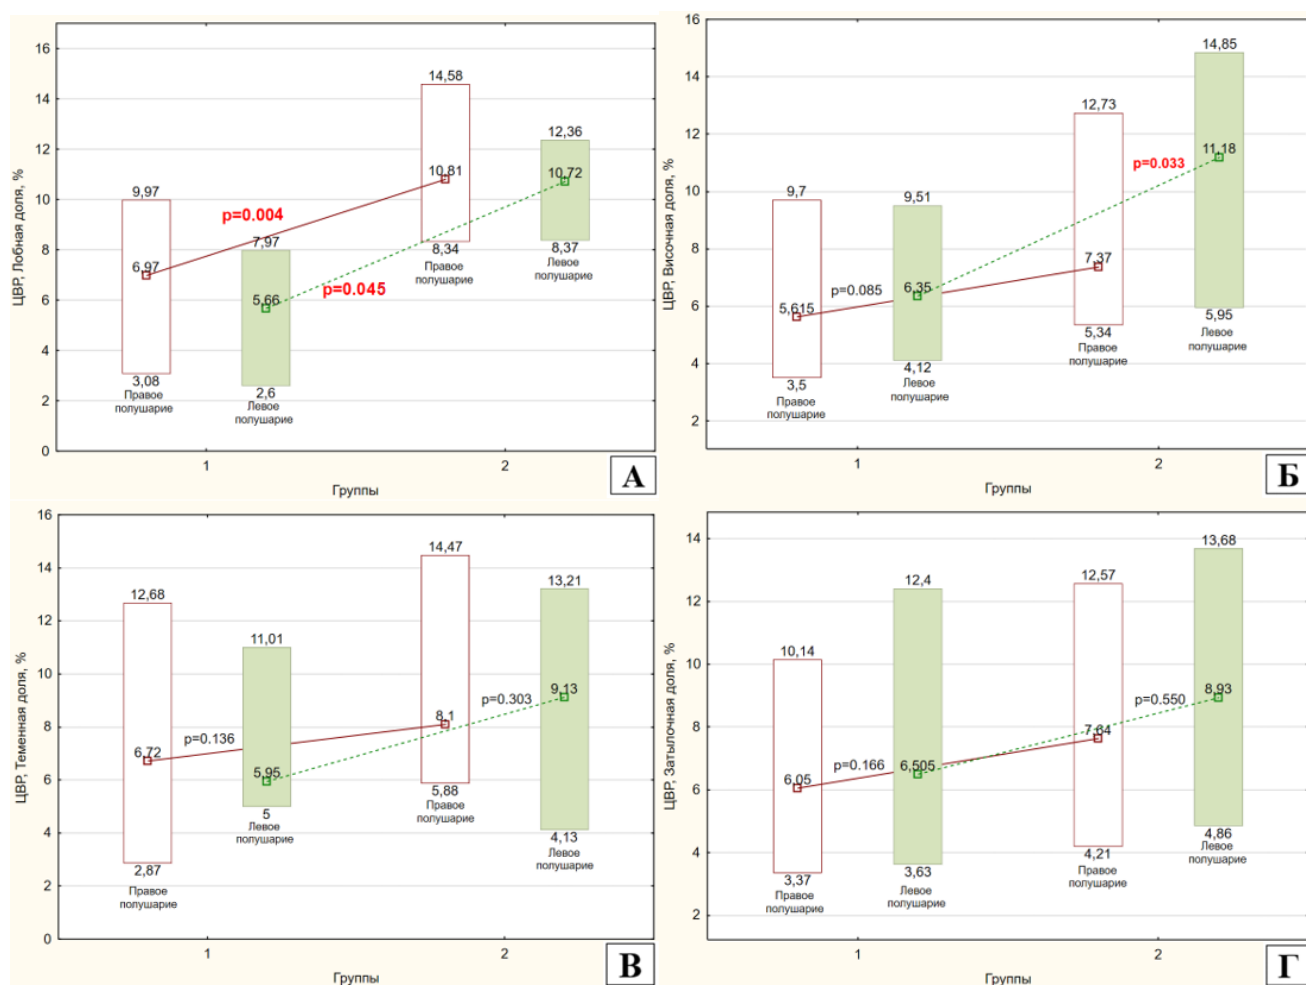 ЦВР, Лобная доля, %
16
14
12
10
8
6
4
2
0
9,97
6,97
3,08
Правое
полушарие
p=0.004
7,97
5,66
2,6
Левое
полушарие
p=0.045
14,58
10,81
8,34
Правое
полушарие
12,36
10,72
8,37
Левое
полушарие
1
2
Группы
А
ЦВР, Височная доля, %
16
14
12
10
8
6
4
2
9,7
5,615
3,5
Правое
полушарие
p=0.085
9,51
6,35
4,12
Левое
полушарие
12,73
7,37
5,34
Правое
полушарие
p=0.033
14,85
11,18
5,95
Левое
полушарие
1
2
Группы
Б
ЦВР, Теменная доля, %
16
14
12
10
8
6
4
2
0
12,68
6,72
2,87
Правое
полушарие
p=0.136
11,01
5,95
5
Левое
полушарие
14,47
8,1
5,88
Правое
полушарие
p=0.303
13,21
9,13
4,13
Левое
полушарие
1
2
Группы
В
ЦВР, Затылочная доля, %
14
12
10
8
6
4
2
10,14
6,05
3,37
Правое
полушарие
p=0.166
12,4
6,505
3,63
Левое
полушарие
12,57
7,64
4,21
Правое
полушарие
p=0.550
13,68
8,93
4,86
Левое
полушарие
1
2
Группы
Г